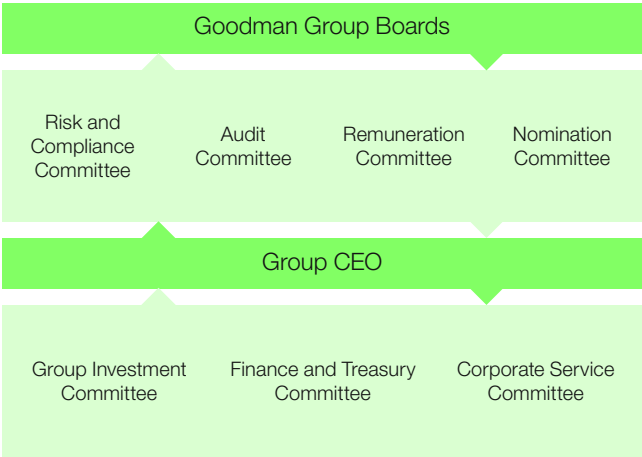 Goodman Group Boards
Risk and
Compliance
Committee
Audit
Committee
Remuneration
Committee
Nomination
Committee
Group CEO
Group Investment
Committee
Finance and Treasury
Committee
Corporate Service
Committee